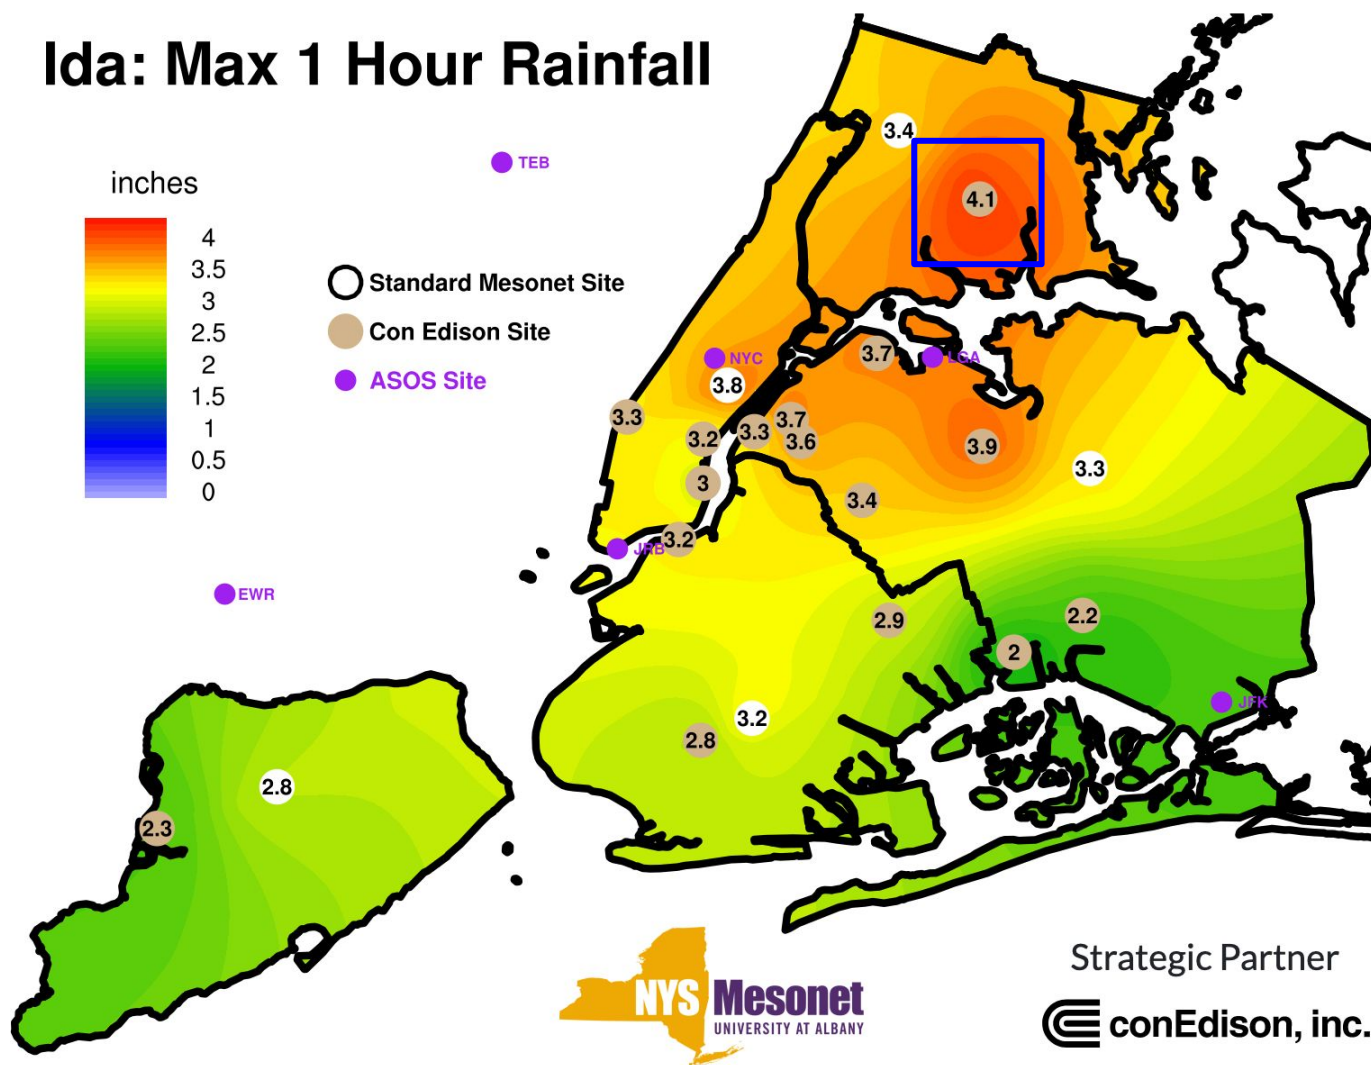 Ida: Max 1 Hour Rainfall
inches
4
3.5
3
2.5
2
1.5
1
0.5
0
TEB
Standard Mesonet Site
Con Edison Site
ASOS Site
EWR
3.4
4.1
NYC
3.8
3.7
LGA
3.3
3.2
3.3
3.7
3.6
3.9
3.3
3
3.4
JRB
3.2
2.9
2.2
2
JFK
3.2
2.8
2.8
2.3
NYS Mesonet
UNIVERSITY AT ALBANY
Strategic Partner
conEdison, inc.